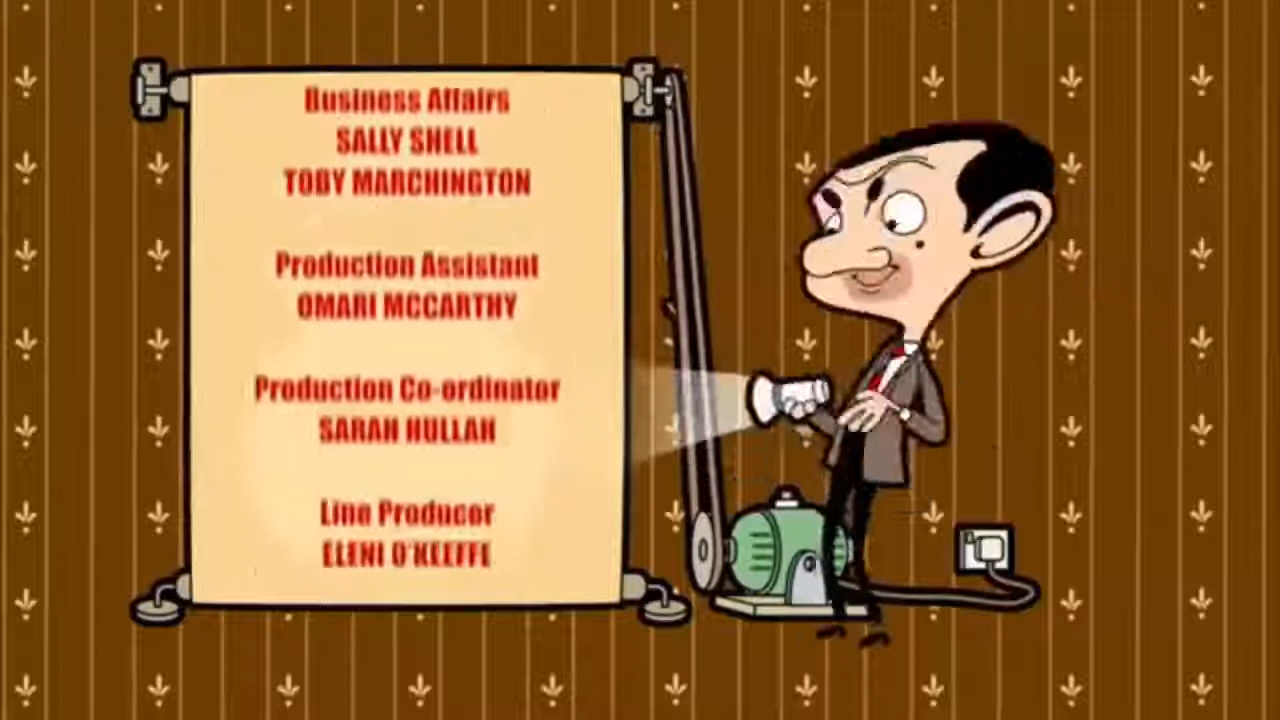 Business Affairs
SALLY SHELL
TOBY MARCHINGTON
Production Assistant
OMARI MCCARTHY
Production Co-ordinator
SARAH HULLAH
Line Producer
ELENI O'KEEFFE